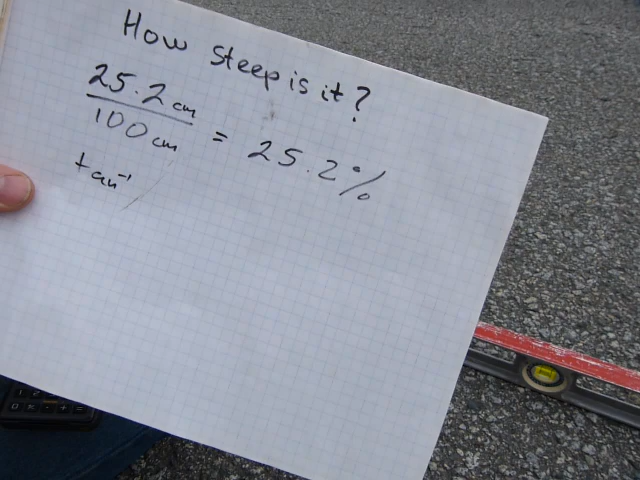 How steep is it?
25.2 cm
100 cm = 25.2%
tan⁻¹